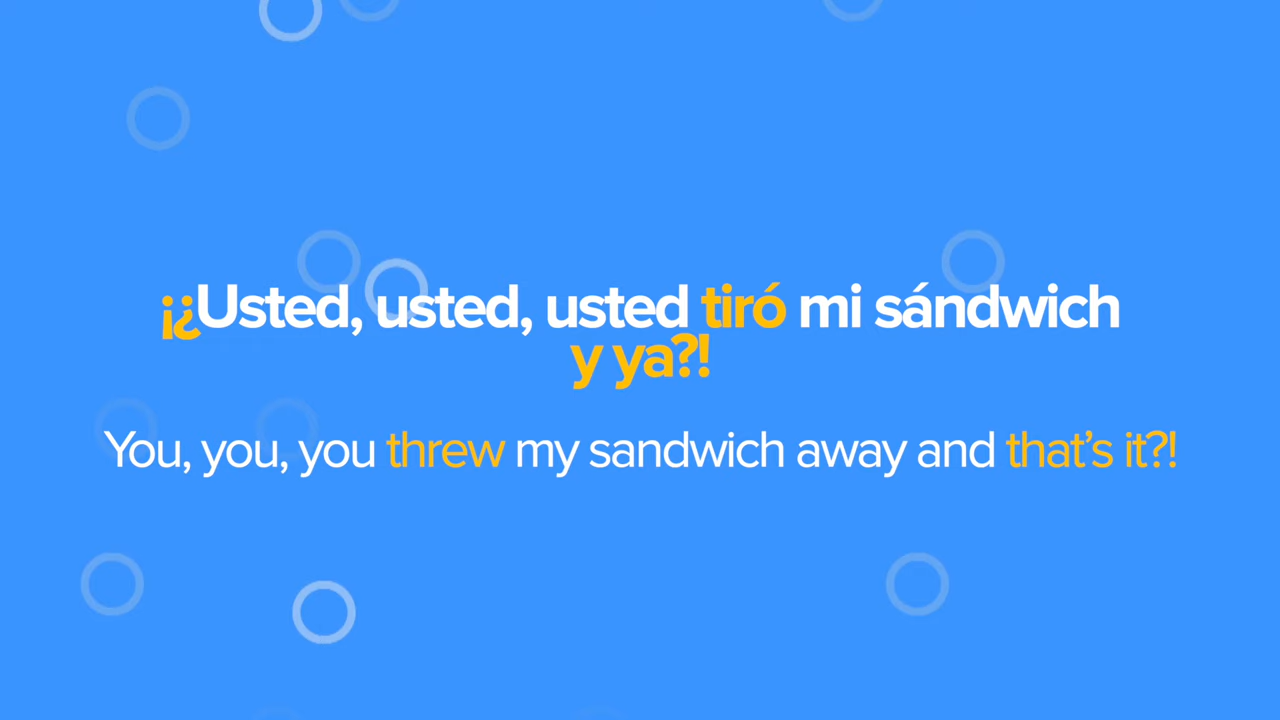 ¡¿Usted, usted, usted tiró mi sándwich
y ya?!
You, you, you threw my sandwich away and that's it?!